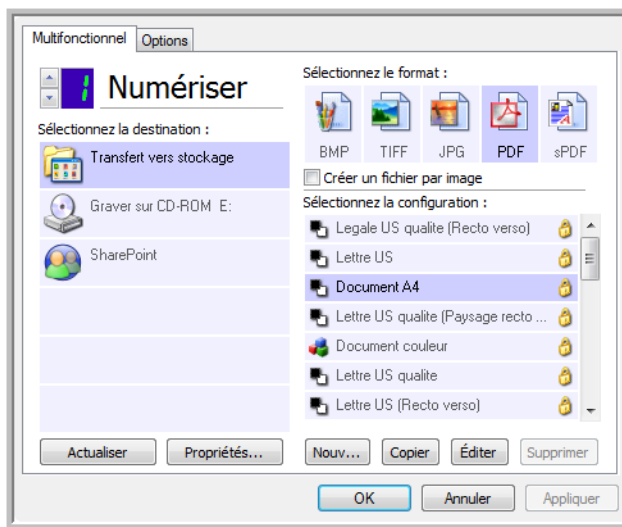 Multifonctionnel
Options
1 Numériser
Sélectionnez la destination :
Transfert vers stockage
Graver sur CD-ROM E:
SharePoint
Actualiser
Propriétés...
Sélectionnez le format :
BMP TIFF JPG PDF sPDF
Créer un fichier par image
Sélectionnez la configuration :
Legale US qualite (Recto verso)
Lettre US
Document A4
Lettre US qualite (Paysage recto ...
Document couleur
Lettre US qualite
Lettre US (Recto verso)
Nouv... Copier Éditer Supprimer
OK Annuler Appliquer